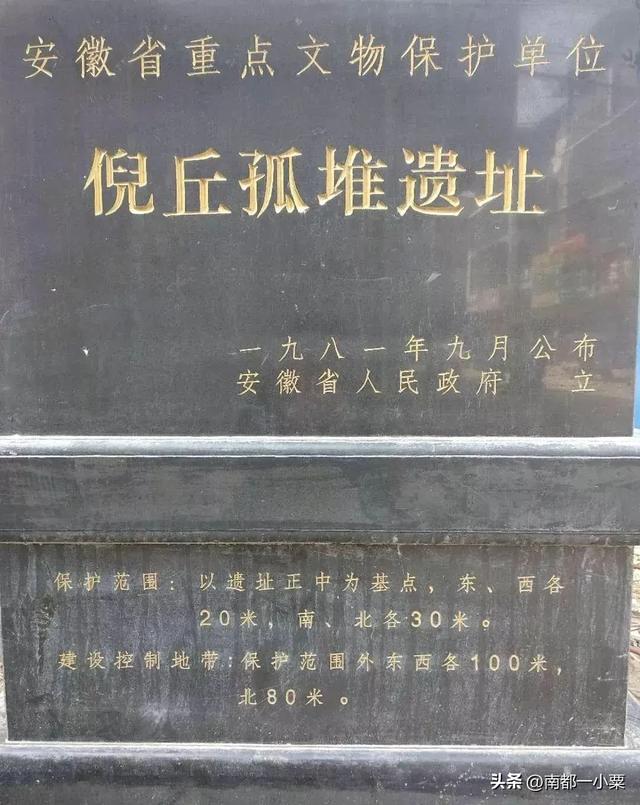 安徽省重点文物保护单位
倪丘孤堆遗址
一九八一年九月公布
安徽省人民政府 立
保护范围：以遗址正中为基点，东、西各
20米，南、北各30米。
建设控制地带：保护范围外东西各100米，
北80米。
头条 @南都一小粟